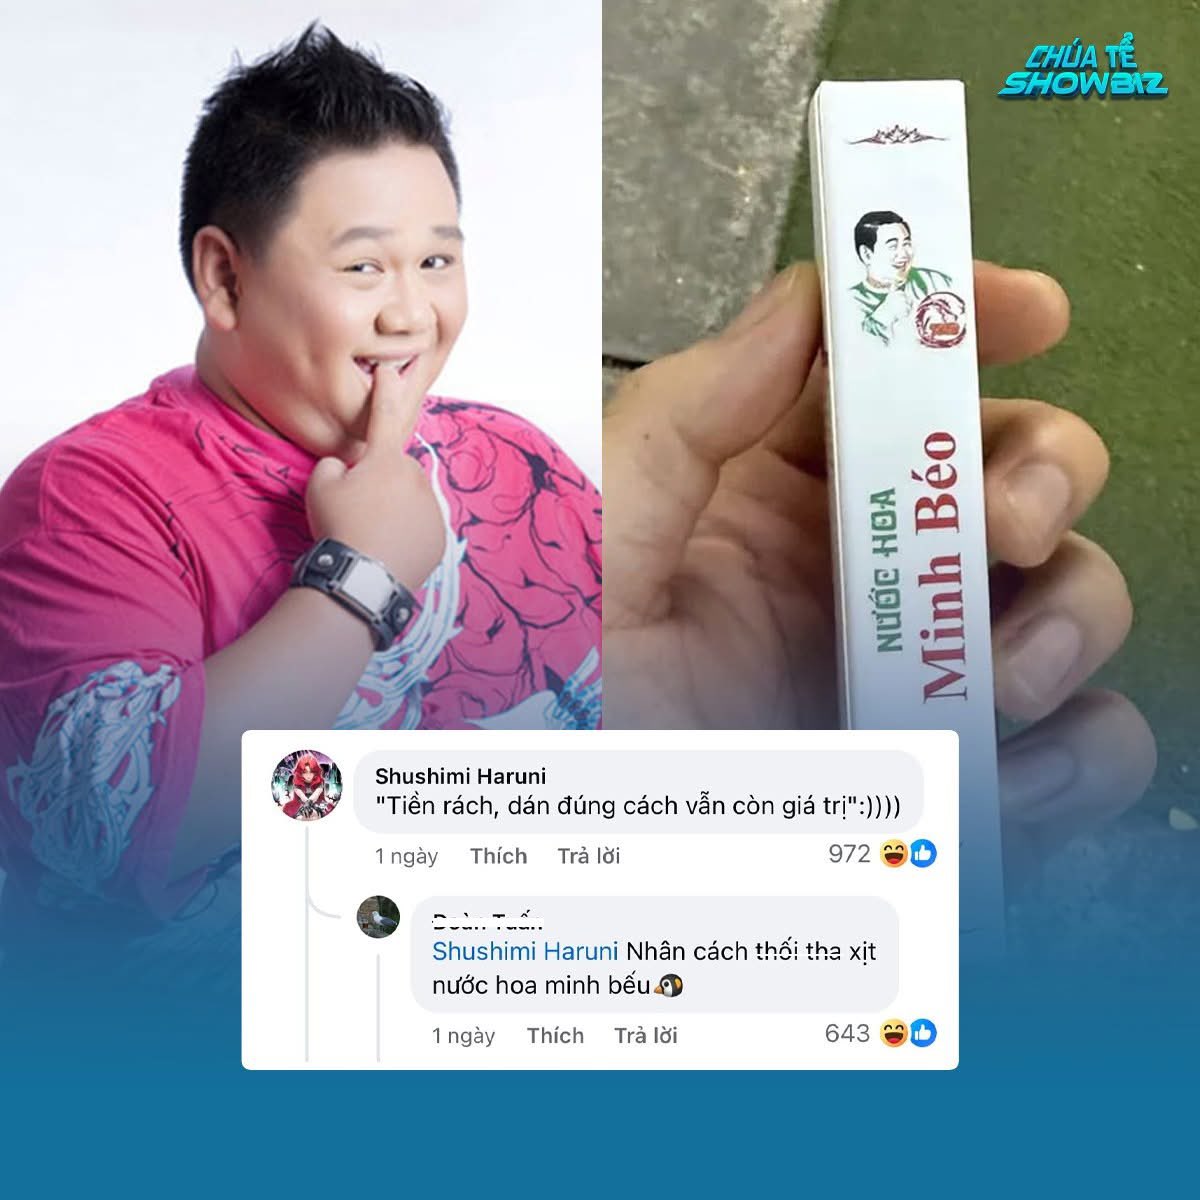 CHÚA TỂ
SHOWBIZ
NƯỚC HOA
Minh Béo
Shushimi Haruni
"Tiền rách, dán đúng cách vẫn còn giá trị":))))
1 ngày Thích Trả lời 972
Đoàn Tuấn
Shushimi Haruni Nhân cách thối tha xịt
nước hoa minh bếu🐧
1 ngày Thích Trả lời 643